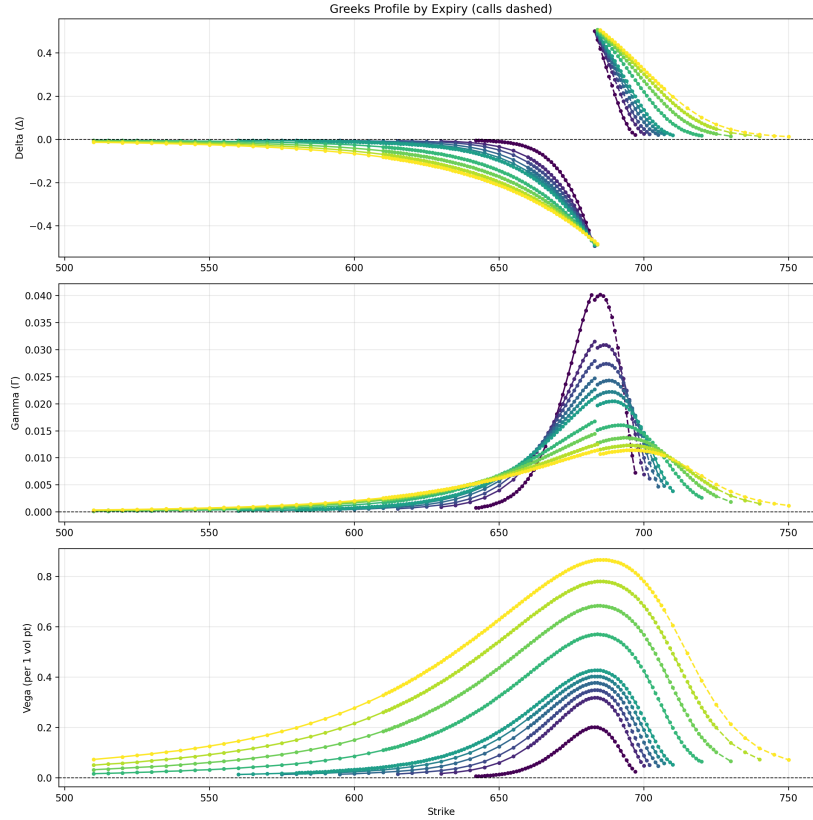 Greeks Profile by Expiry (calls dashed)
Delta (Δ)
0.4
0.2
0.0
−0.2
−0.4
500 550 600 650 700 750
Gamma (Γ)
0.040
0.035
0.030
0.025
0.020
0.015
0.010
0.005
0.000
500 550 600 650 700 750
Vega (per 1 vol pt)
0.8
0.6
0.4
0.2
0.0
500 550 600 650 700 750
Strike